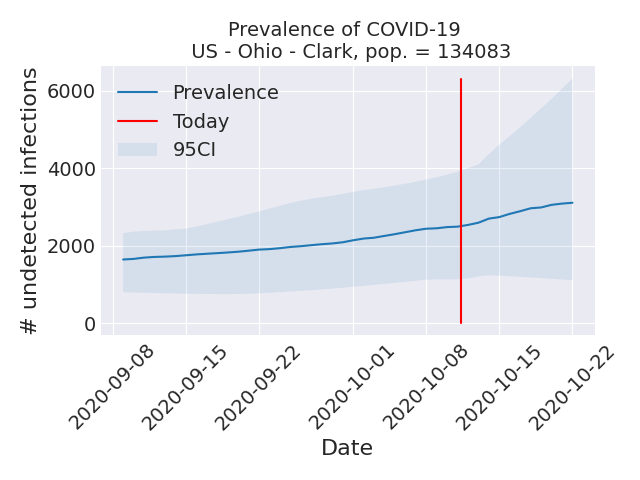 Prevalence of COVID-19
US - Ohio - Clark, pop. = 134083
# undetected infections
6000
4000
2000
0
Prevalence
Today
95CI
2020-09-08
2020-09-15
2020-09-22
2020-10-01
2020-10-08
2020-10-15
2020-10-22
Date